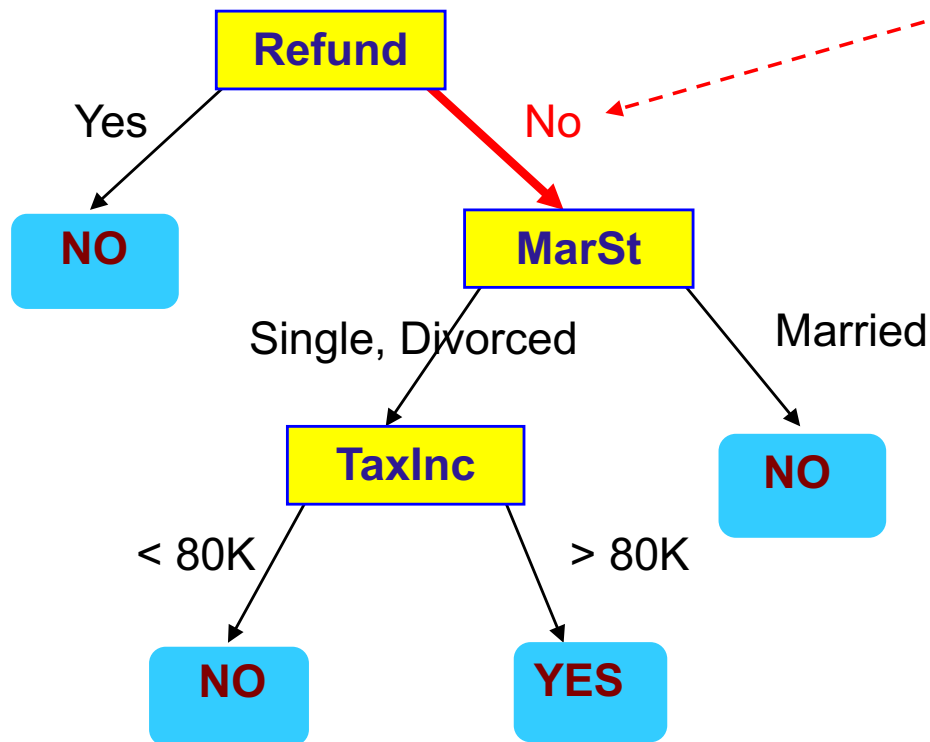 Refund
Yes
No
NO
MarSt
Single, Divorced
Married
TaxInc
NO
< 80K
> 80K
NO
YES